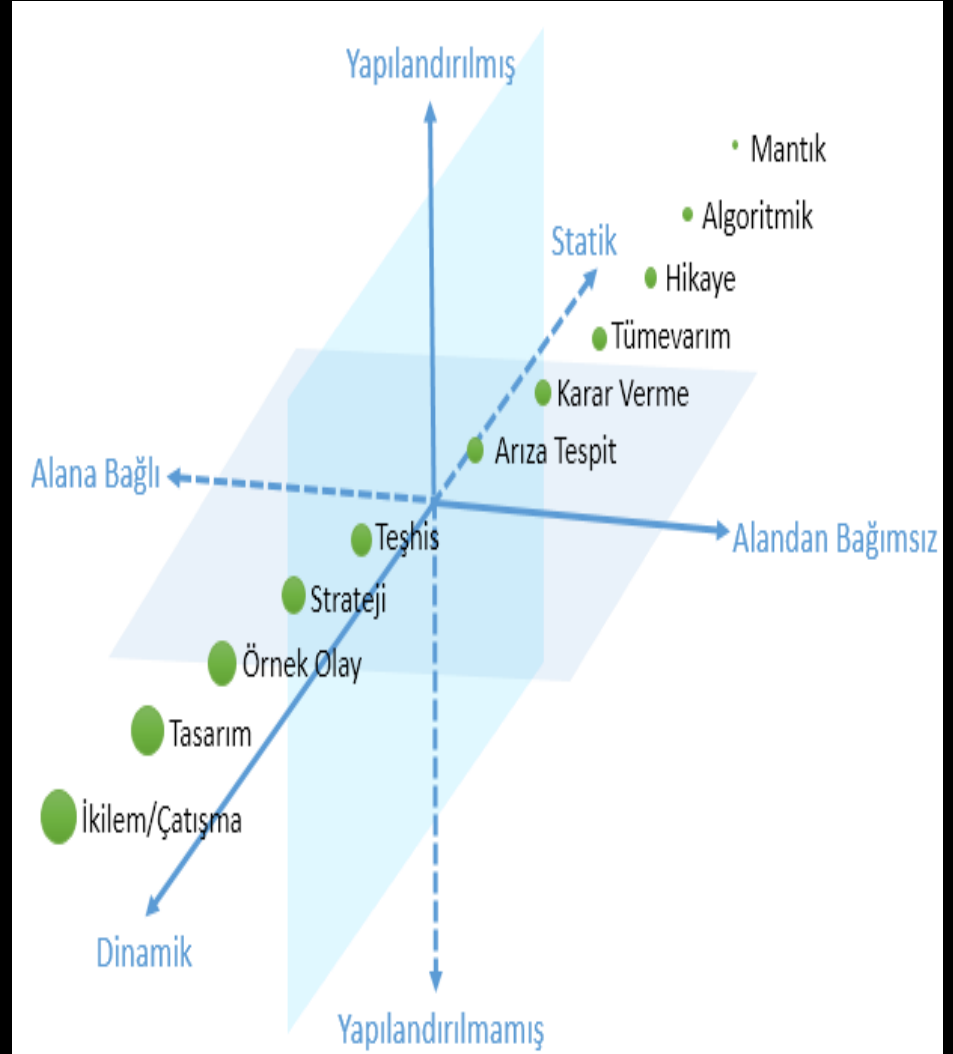 Yapılandırılmış
Mantık
Algoritmik
Statik
Hikaye
Tümevarım
Karar Verme
Arıza Tespit
Alana Bağlı
Alandan Bağımsız
Teşhis
Strateji
Örnek Olay
Tasarım
İkilem/Çatışma
Dinamik
Yapılandırılmamış